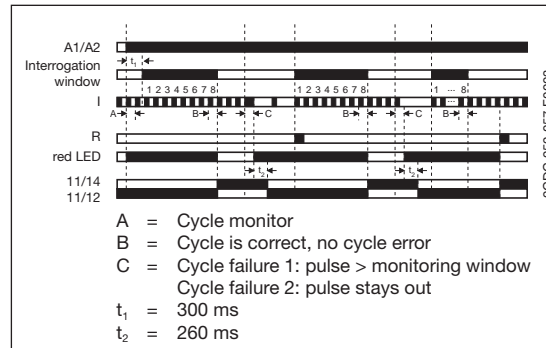 A1/A2
t₁
Interrogation
window
1 2 3 4 5 6 7 8 1 2 3 4 5 6 7 8 1 ... 8
I
A B C B C B
R
red LED
t₂ t₂
11/14
11/12
A = Cycle monitor
B = Cycle is correct, no cycle error
C = Cycle failure 1: pulse > monitoring window
Cycle failure 2: pulse stays out
t₁ = 300 ms
t₂ = 260 ms